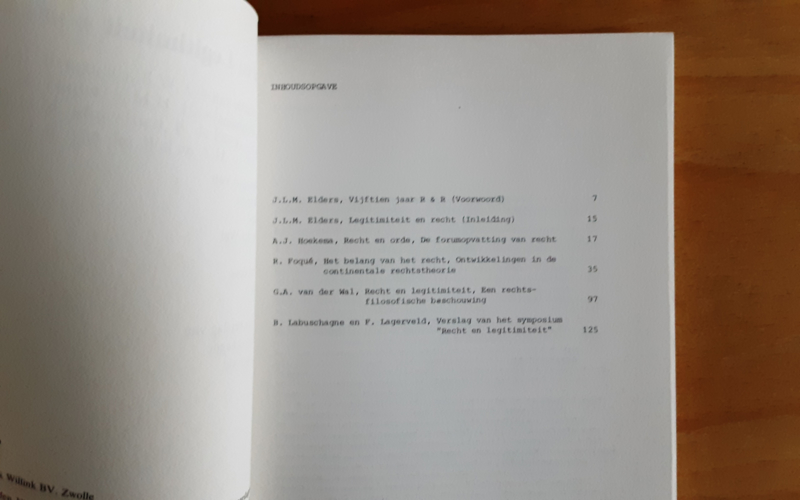 INHOUDSOPGAVE
J.L.M. Elders, Vijftien jaar R & R (Voorwoord) 7
J.L.M. Elders, Legitimiteit en recht (Inleiding) 15
A.J. Hoekema, Recht en orde, De forumopvatting van recht 17
R. Foqué, Het belang van het recht, Ontwikkelingen in de
continentale rechtstheorie 35
G.A. van der Wal, Recht en legitimiteit, Een rechts-
filosofische beschouwing 97
B. Labuschagne en F. Lagerveld, Verslag van het symposium
"Recht en legitimiteit" 125
Willink BV, Zwolle